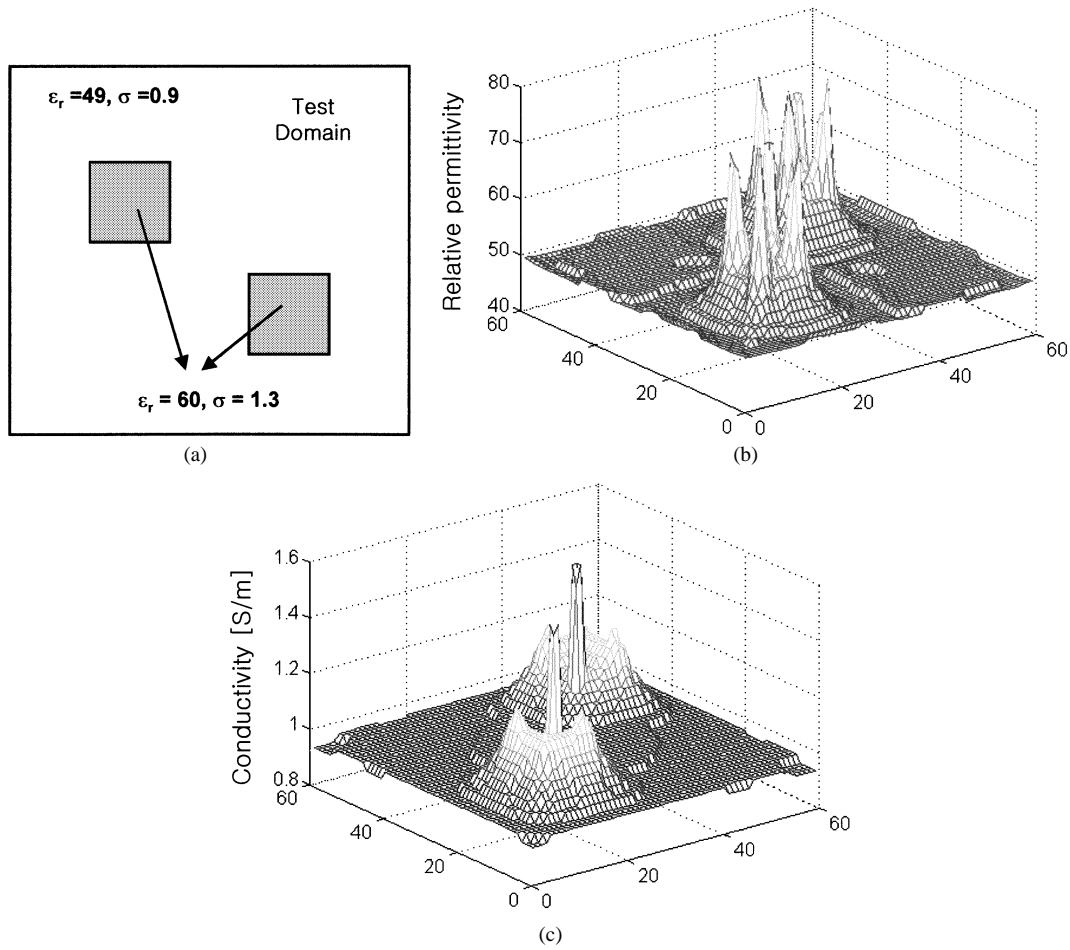 εr =49, σ =0.9
Test
Domain
εr = 60, σ = 1.3
(a)
Relative permittivity
80
70
60
50
40
60
40
20
0
0
20
40
60
(b)
Conductivity [S/m]
1.6
1.4
1.2
1
0.8
60
40
20
0
0
20
40
60
(c)